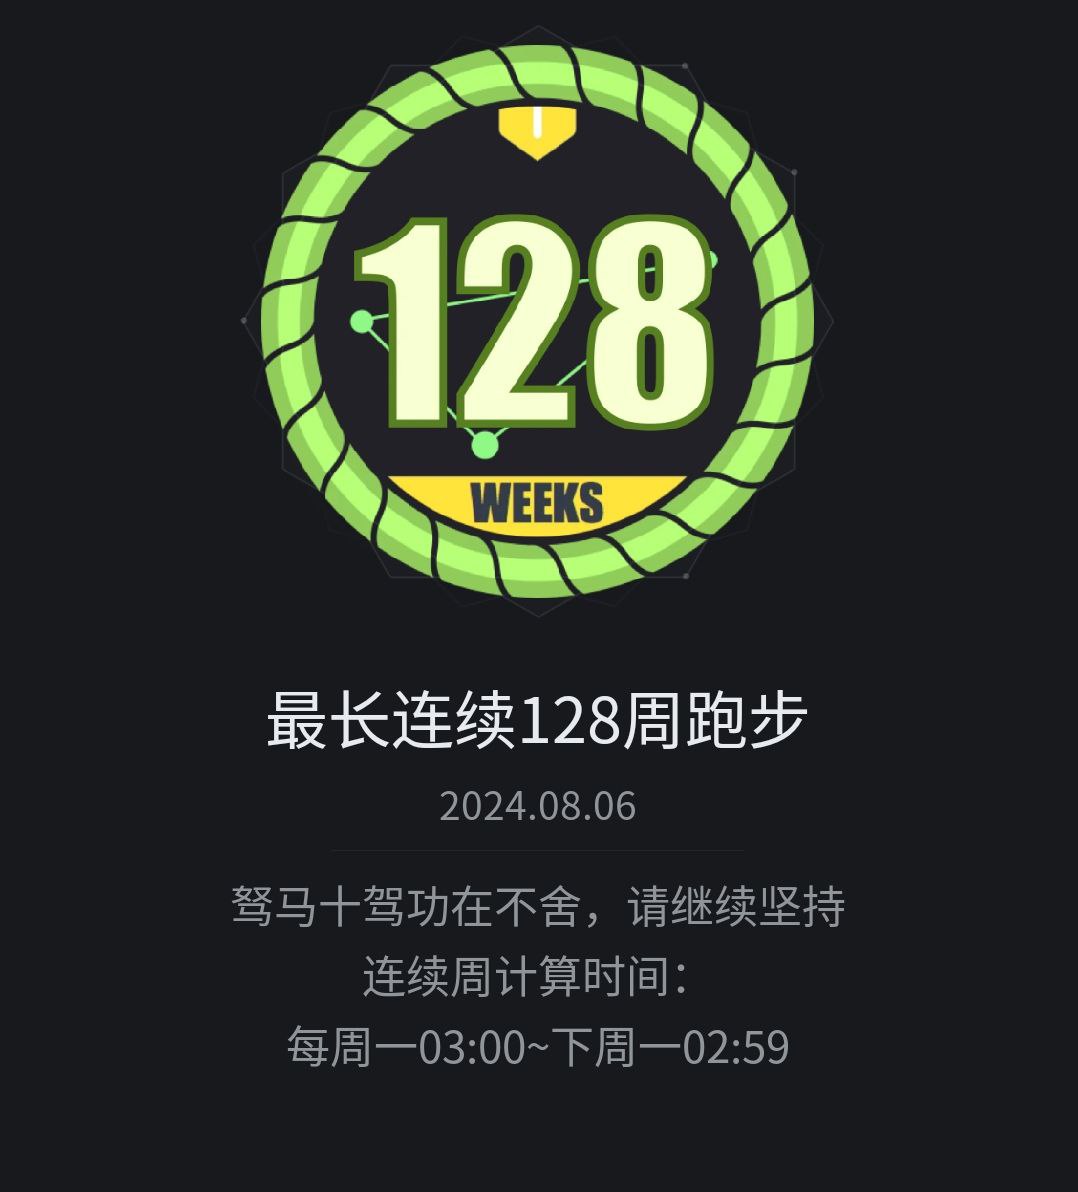 128
WEEKS
最长连续128周跑步
2024.08.06
驽马十驾功在不舍，请继续坚持
连续周计算时间：
每周一03:00~下周一02:59